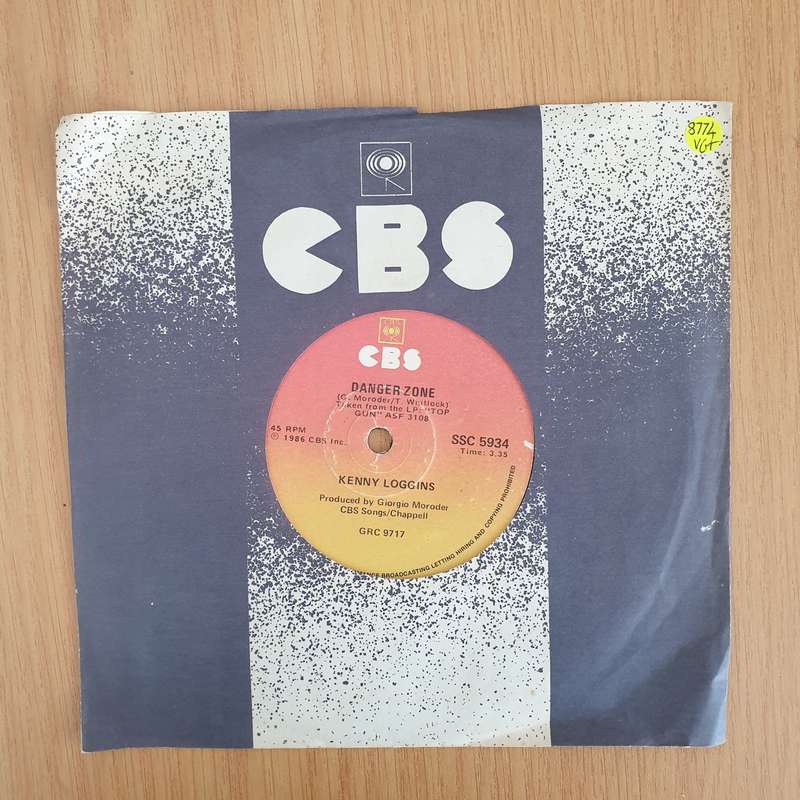 8774
VG+
CBS
CBS
DANGER ZONE
(G. Moroder/T. Whitlock)
Taken from the LP: "TOP
GUN" ASF 3108
45 RPM
℗ 1986 CBS Inc.
SSC 5934
Time: 3.35
KENNY LOGGINS
Produced by Giorgio Moroder
CBS Songs/Chappell
GRC 9717
BROADCASTING LETTING HIRING AND COPYING PROHIBITED